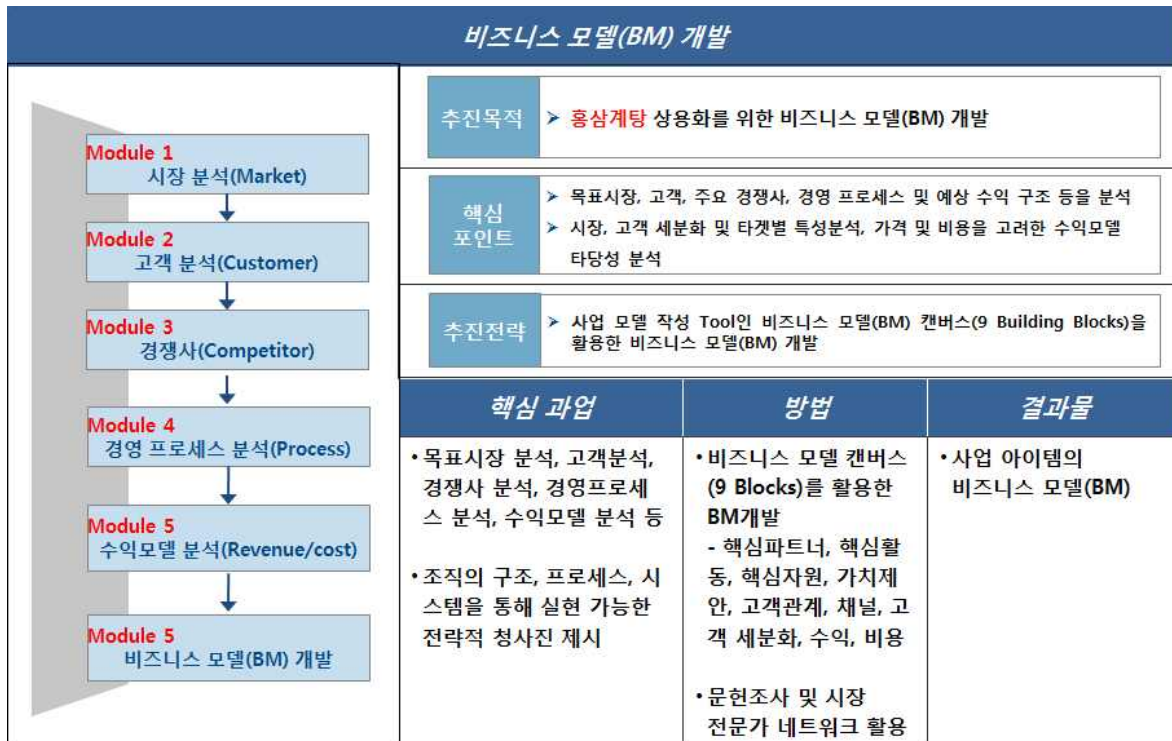 비즈니스 모델(BM) 개발
Module 1
시장 분석(Market)
Module 2
고객 분석(Customer)
Module 3
경쟁사(Competitor)
Module 4
경영 프로세스 분석(Process)
Module 5
수익모델 분석(Revenue/cost)
Module 5
비즈니스 모델(BM) 개발
추진목적
➢ 홍삼계탕 상용화를 위한 비즈니스 모델(BM) 개발
핵심
포인트
➢ 목표시장, 고객, 주요 경쟁사, 경영 프로세스 및 예상 수익 구조 등을 분석
➢ 시장, 고객 세분화 및 타겟별 특성분석, 가격 및 비용을 고려한 수익모델
타당성 분석
추진전략
➢ 사업 모델 작성 Tool인 비즈니스 모델(BM) 캔버스(9 Building Blocks)을
활용한 비즈니스 모델(BM) 개발
핵심 과업
•목표시장 분석, 고객분석,
경쟁사 분석, 경영프로세
스 분석, 수익모델 분석 등
•조직의 구조, 프로세스, 시
스템을 통해 실현 가능한
전략적 청사진 제시
방법
•비즈니스 모델 캔버스
(9 Blocks)를 활용한
BM개발
- 핵심파트너, 핵심활
동, 핵심자원, 가치제
안, 고객관계, 채널, 고
객 세분화, 수익, 비용
•문헌조사 및 시장
전문가 네트워크 활용
결과물
•사업 아이템의
비즈니스 모델(BM)